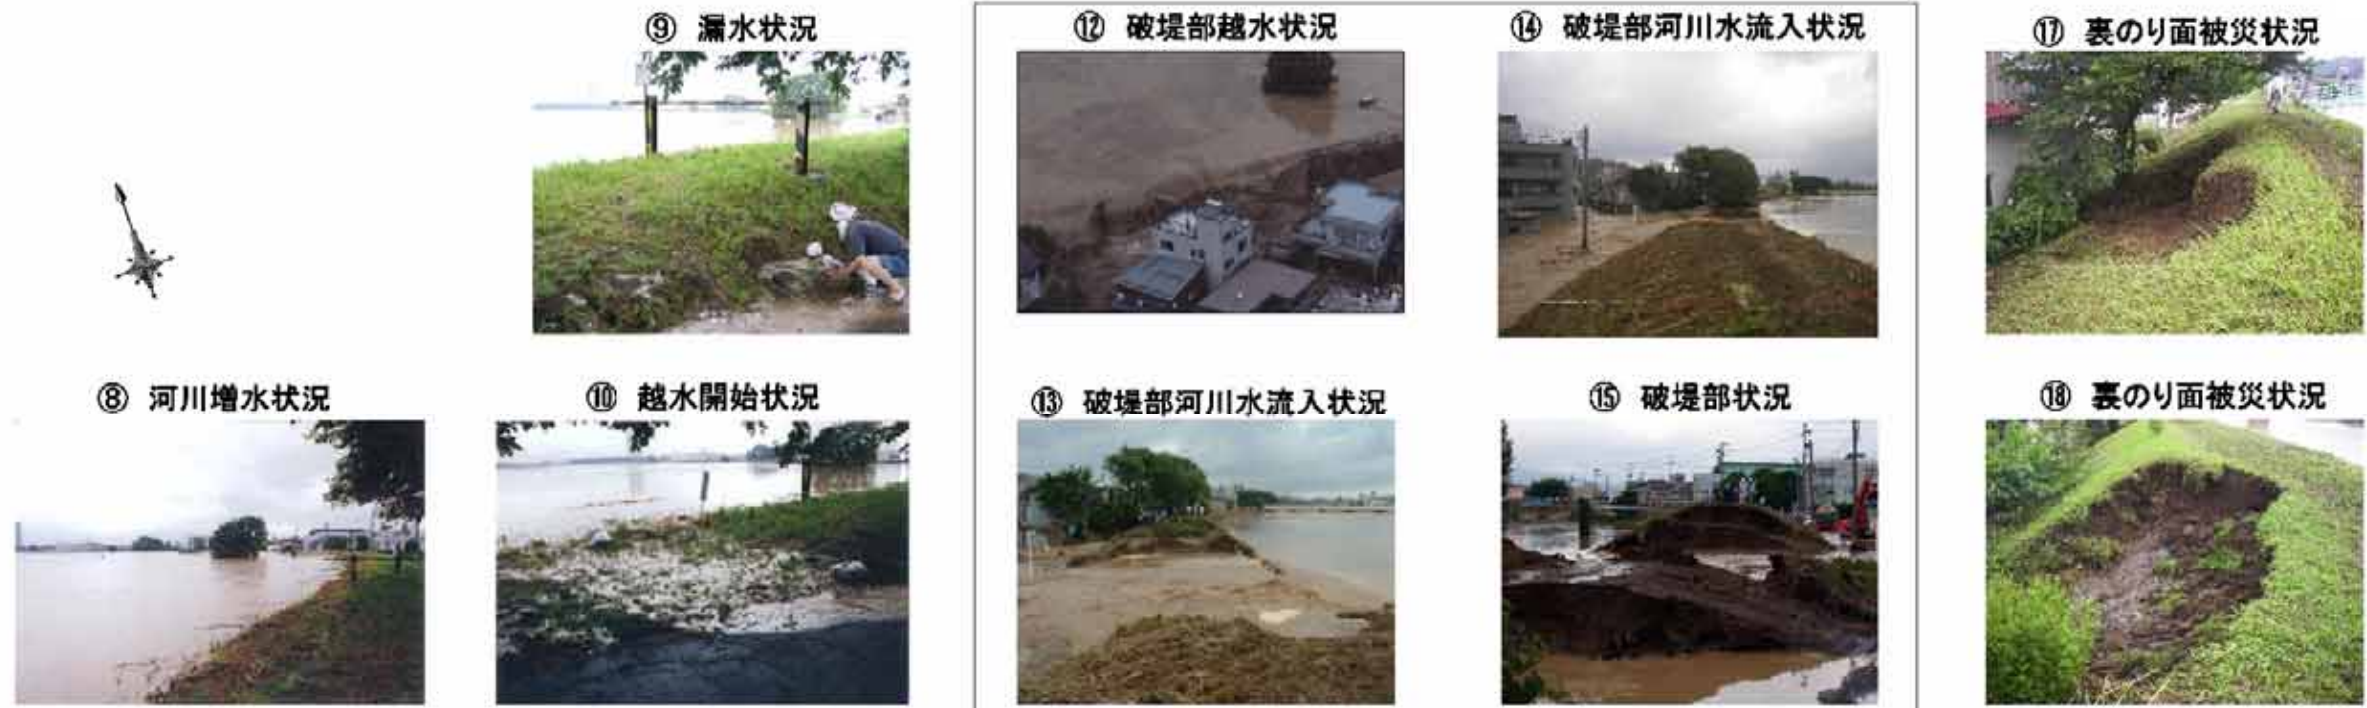 ⑨ 漏水状況
⑫ 破堤部越水状況
⑭ 破堤部河川水流入状況
⑰ 裏のり面被災状況
⑧ 河川増水状況
⑩ 越水開始状況
⑬ 破堤部河川水流入状況
⑮ 破堤部状況
⑱ 裏のり面被災状況